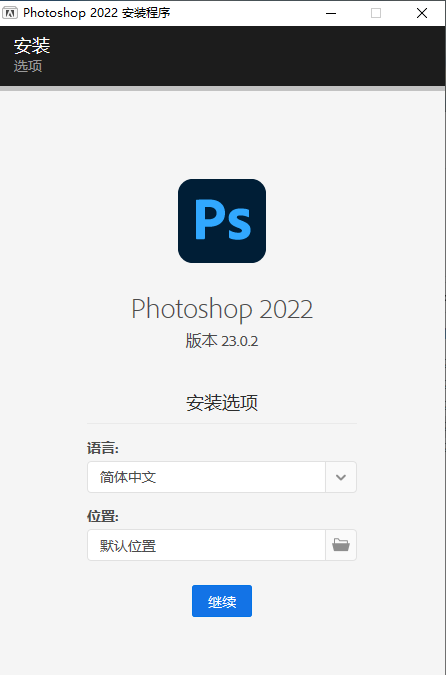 Photoshop 2022 安装程序
安装
选项
Ps
Photoshop 2022
版本 23.0.2
安装选项
语言:
简体中文
位置:
默认位置
继续